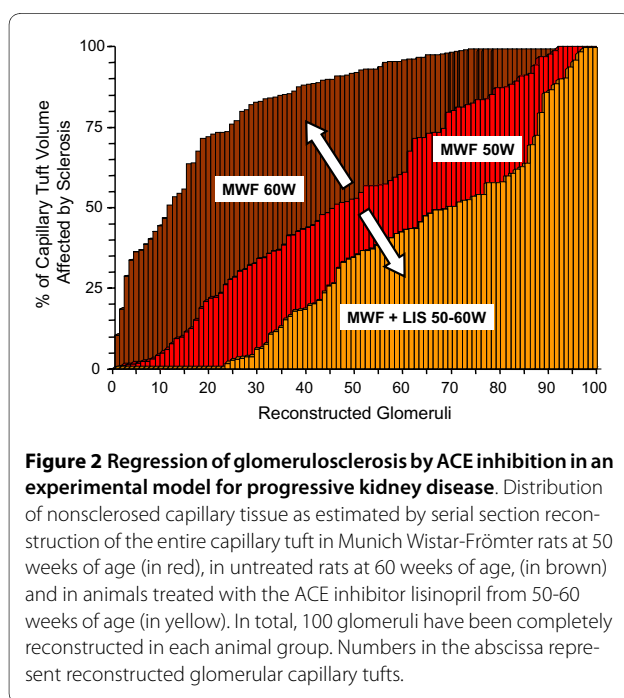 % of Capillary Tuft Volume
Affected by Sclerosis
100
75
50
25
0
MWF 60W
MWF 50W
MWF + LIS 50-60W
0 10 20 30 40 50 60 70 80 90 100
Reconstructed Glomeruli
Figure 2 Regression of glomerulosclerosis by ACE inhibition in an
experimental model for progressive kidney disease. Distribution
of nonsclerosed capillary tissue as estimated by serial section recon-
struction of the entire capillary tuft in Munich Wistar-Frömter rats at 50
weeks of age (in red), in untreated rats at 60 weeks of age, (in brown)
and in animals treated with the ACE inhibitor lisinopril from 50-60
weeks of age (in yellow). In total, 100 glomeruli have been completely
reconstructed in each animal group. Numbers in the abscissa repre-
sent reconstructed glomerular capillary tufts.